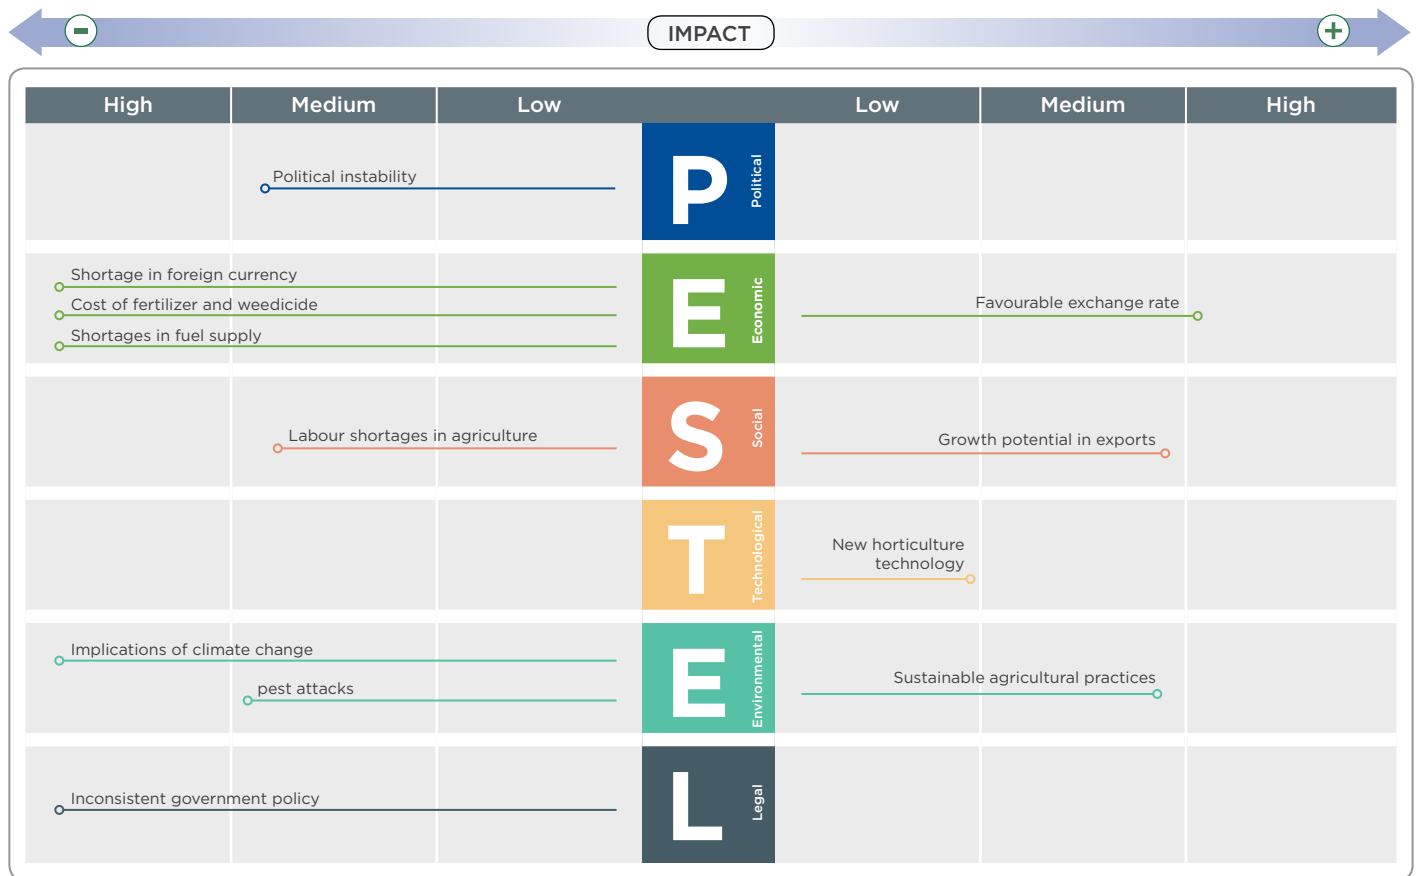 IMPACT
High Medium Low Low Medium High
Political instability
P Political
Shortage in foreign currency
Cost of fertilizer and weedicide
Shortages in fuel supply
E Economic
Favourable exchange rate
Labour shortages in agriculture
S Social
Growth potential in exports
T Technological
New horticulture
technology
Implications of climate change
pest attacks
E Environmental
Sustainable agricultural practices
Inconsistent government policy
L Legal